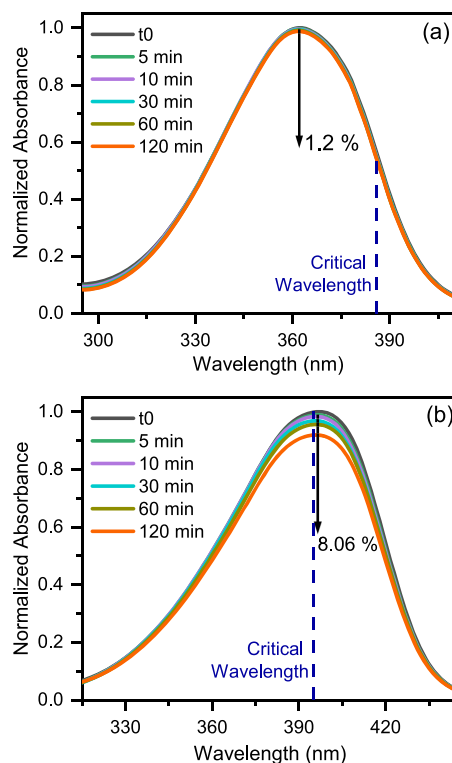 (a)
t0
5 min
10 min
30 min
60 min
120 min
1.2 %
Critical
Wavelength
Normalized Absorbance
1.0
0.8
0.6
0.4
0.2
0.0
300
330
360
390
Wavelength (nm)
(b)
t0
5 min
10 min
30 min
60 min
120 min
8.06 %
Critical
Wavelength
Normalized Absorbance
1.0
0.8
0.6
0.4
0.2
0.0
330
360
390
420
Wavelength (nm)